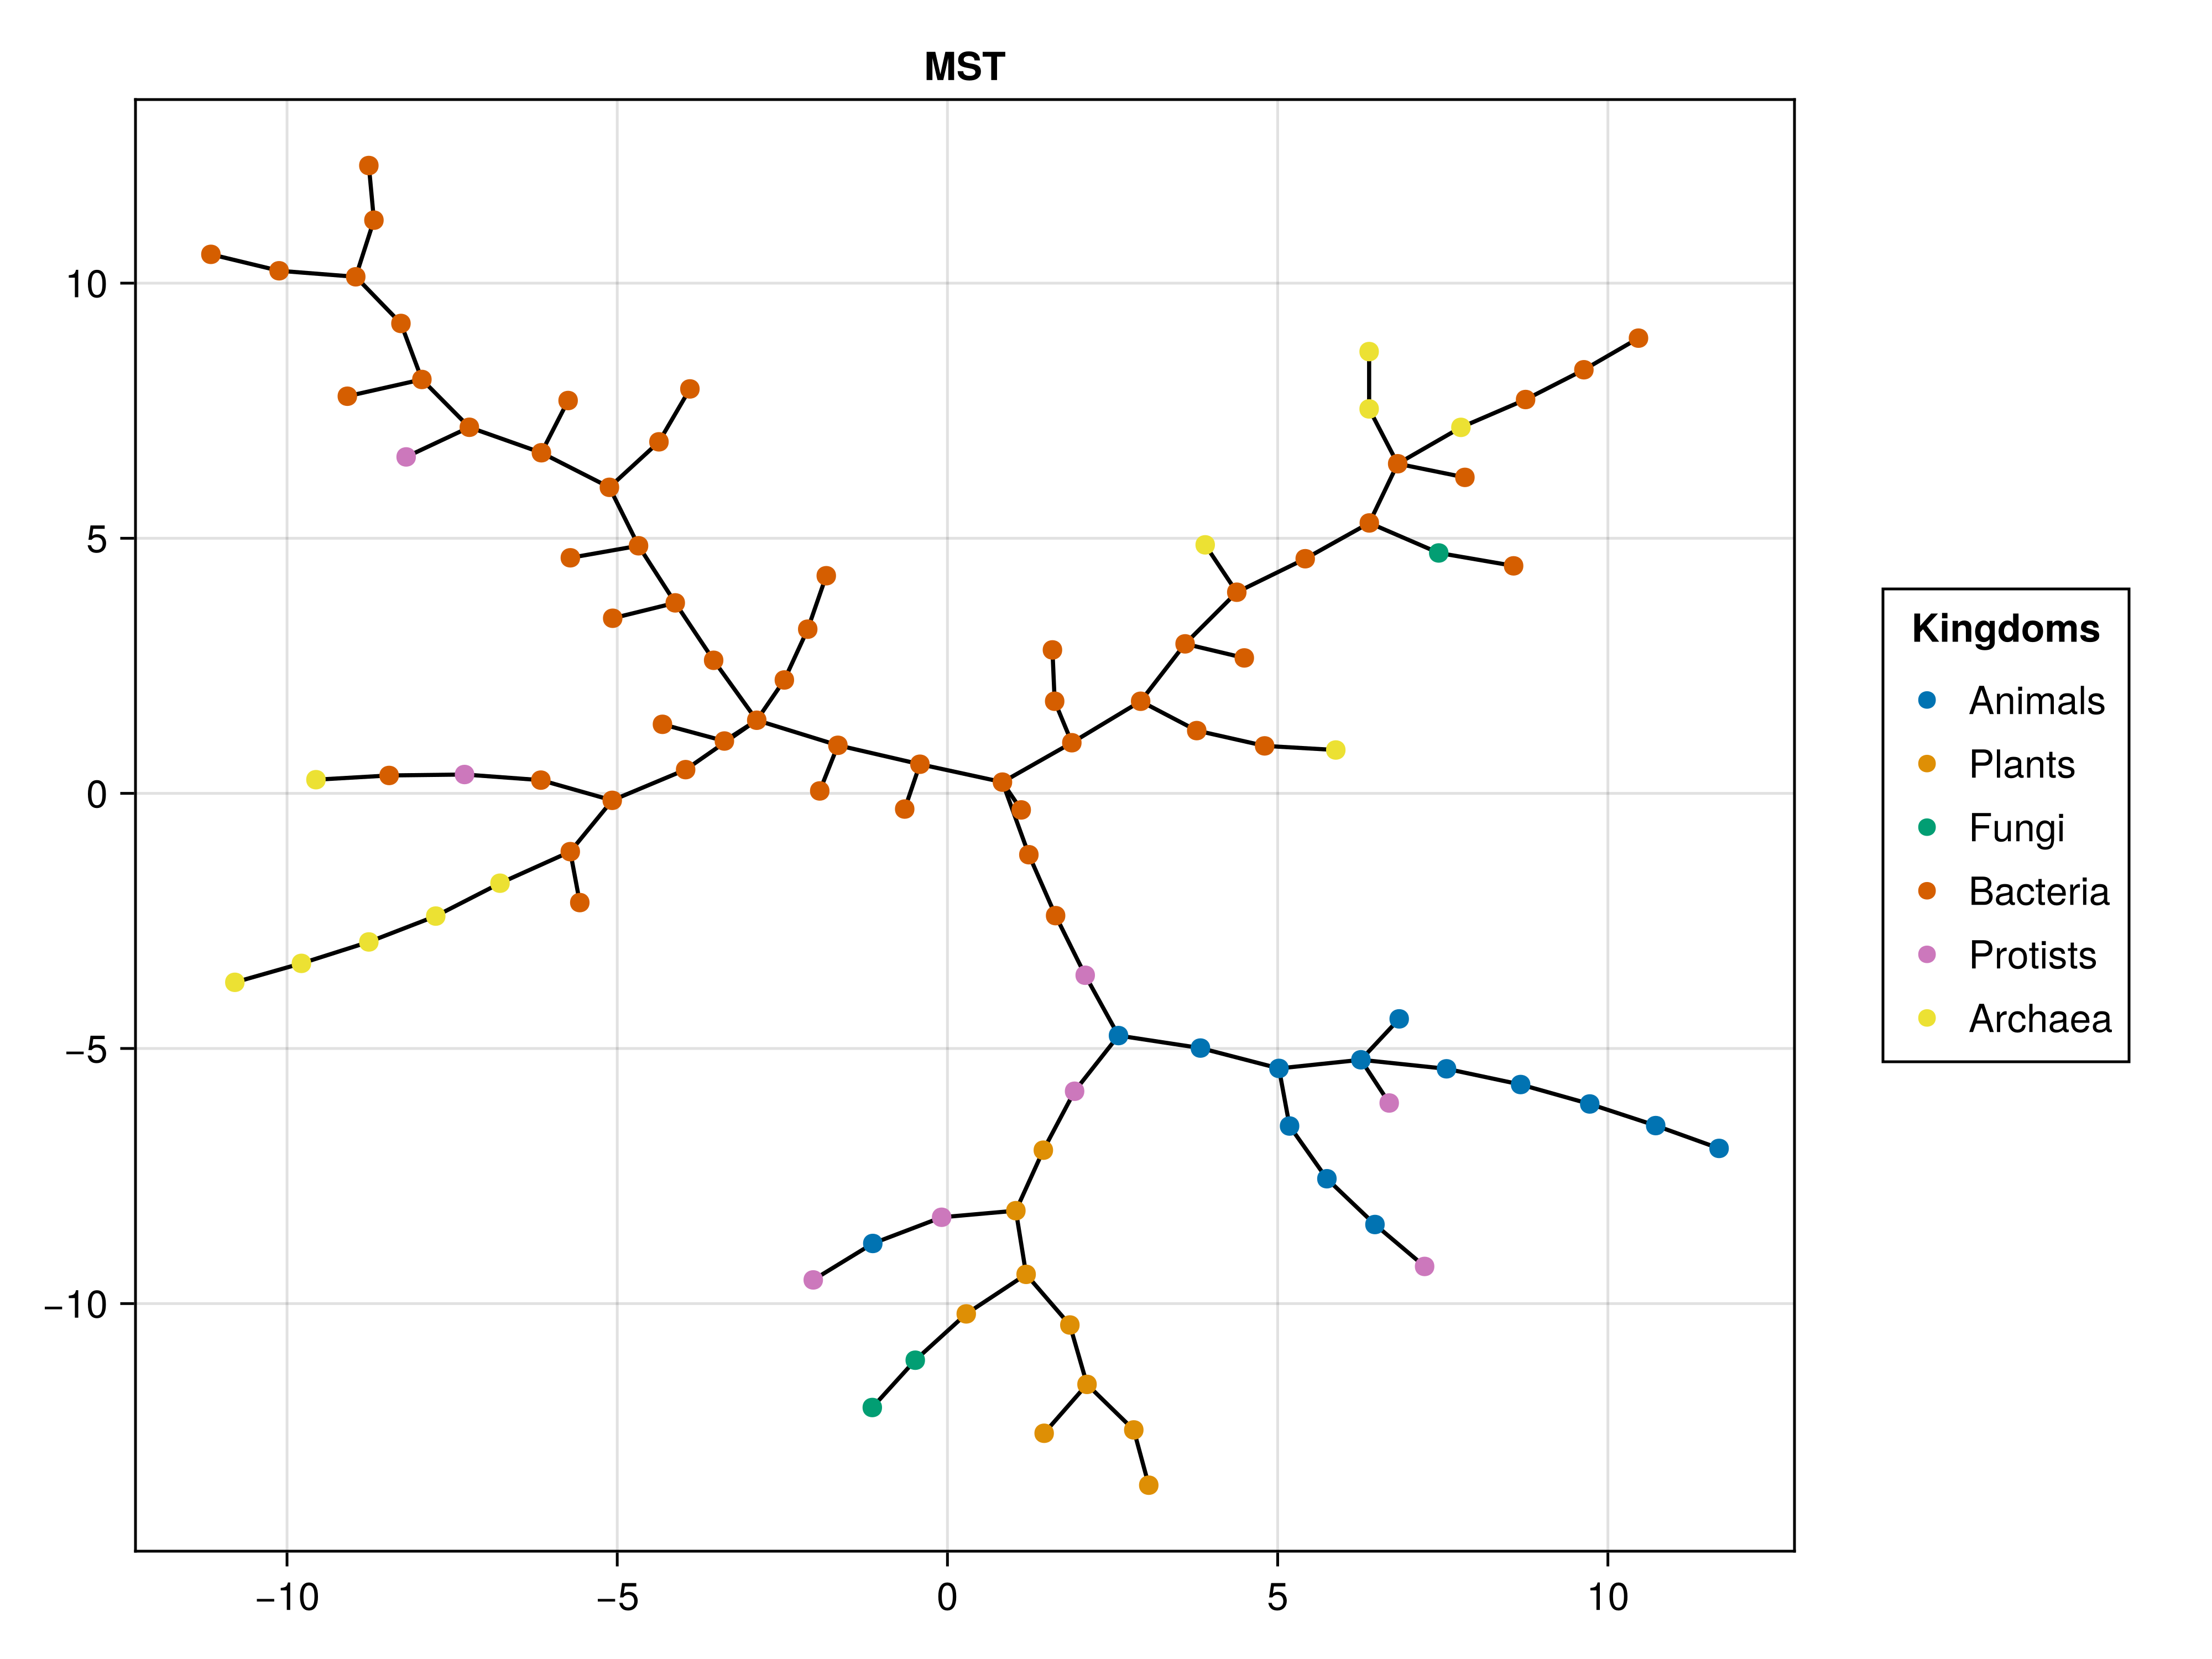 MST
10
5
0
−5
−10
−10
−5
0
5
10
Kingdoms
Animals
Plants
Fungi
Bacteria
Protists
Archaea